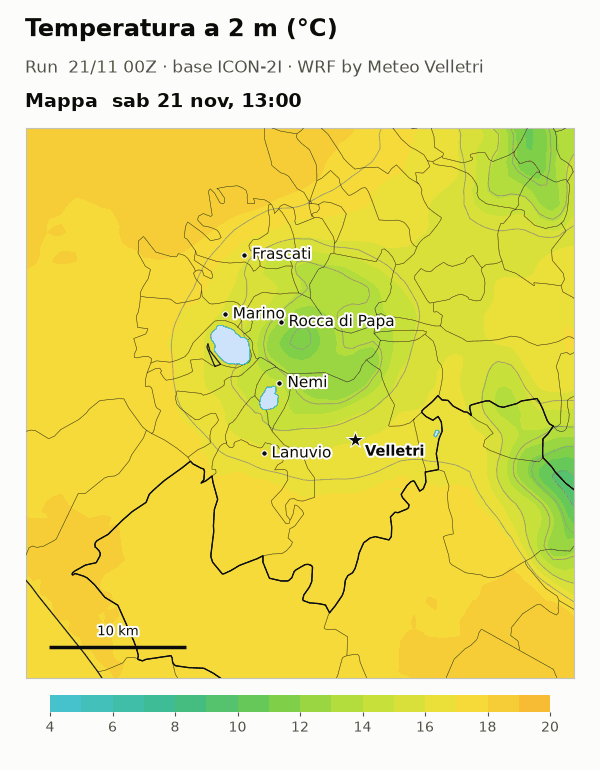 Temperatura a 2 m (°C)
Run  21/11 00Z · base ICON-2I · WRF by Meteo Velletri
Mappa  sab 21 nov, 13:00
Frascati
Marino
Rocca di Papa
Nemi
Velletri
Lanuvio
10 km
4 6 8 10 12 14 16 18 20